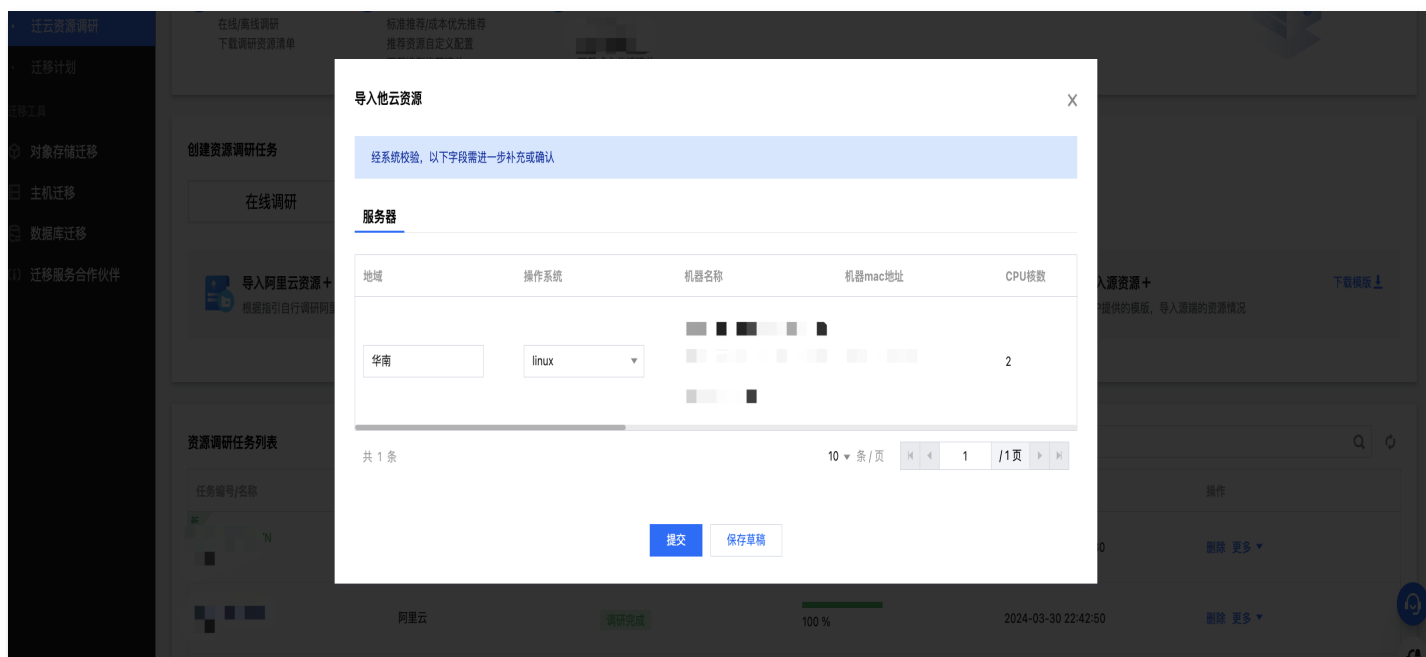 迁云资源调研
在线/离线调研
标准推荐/成本优先推荐
下载调研资源清单
推荐资源自定义配置
迁移计划
迁移工具
导入他云资源
X
对象存储迁移
创建资源调研任务
经系统校验，以下字段需进一步补充或确认
主机迁移
在线调研
服务器
数据库迁移
迁移服务合作伙伴
地域
操作系统
机器名称
机器mac地址
CPU核数
导入阿里云资源+
入源资源+
下载模版
根据指引自行调研阿
提供的模版，导入源端的资源情况
华南
linux
2
资源调研任务列表
共 1 条
10
条/页
1
/1页
任务编号/名称
操作
提交
保存草稿
删除 更多
阿里云
调研完成
100 %
2024-03-30 22:42:50
删除 更多